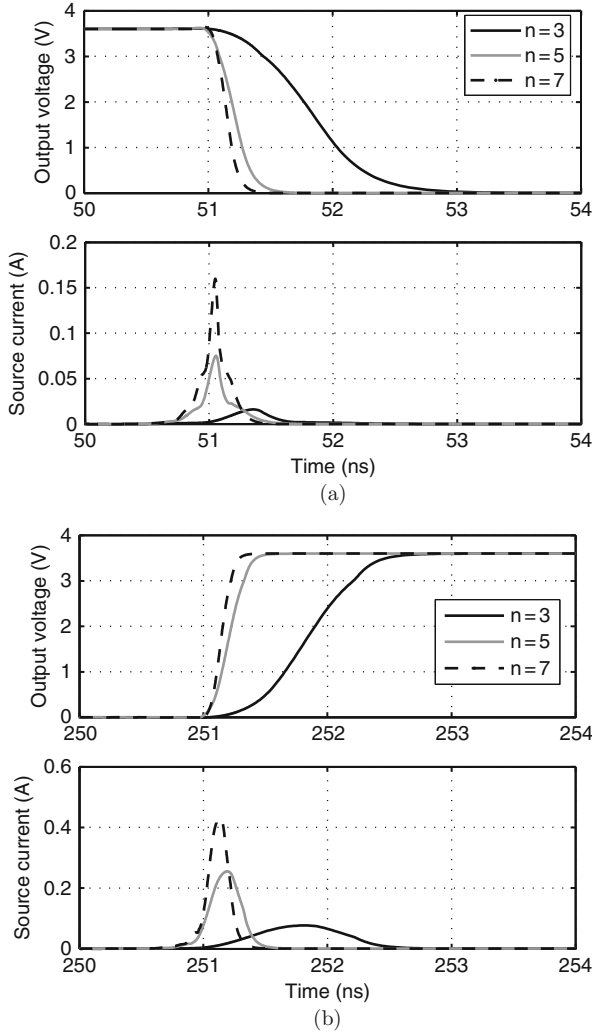 4
3
2
1
0
Output voltage (V)
n=3
n=5
n=7
50 51 52 53 54
0.2
0.15
0.1
0.05
0
Source current (A)
50 51 52 53 54
Time (ns)
(a)
4
3
2
1
0
Output voltage (V)
n=3
n=5
n=7
250 251 252 253 254
0.6
0.4
0.2
0
Source current (A)
250 251 252 253 254
Time (ns)
(b)